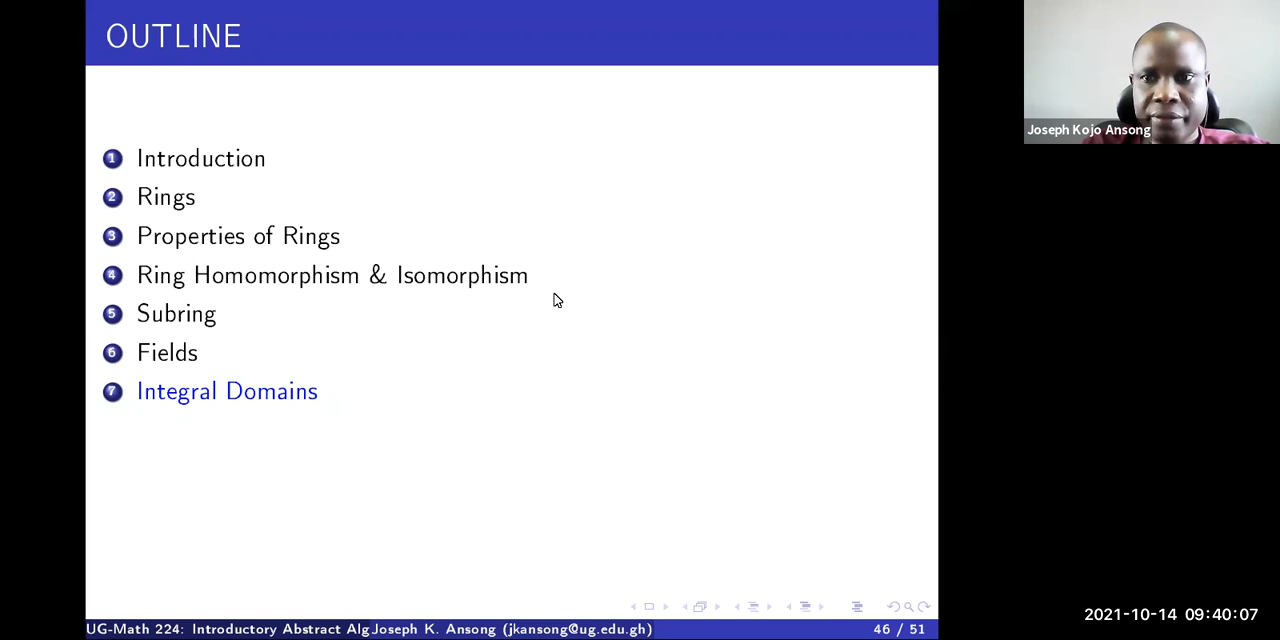 OUTLINE
1 Introduction
2 Rings
3 Properties of Rings
4 Ring Homomorphism & Isomorphism
5 Subring
6 Fields
7 Integral Domains
UG-Math 224: Introductory Abstract Alg Joseph K. Ansong (jkansong@ug.edu.gh) 46 / 51
Joseph Kojo Ansong
2021-10-14 09:40:07